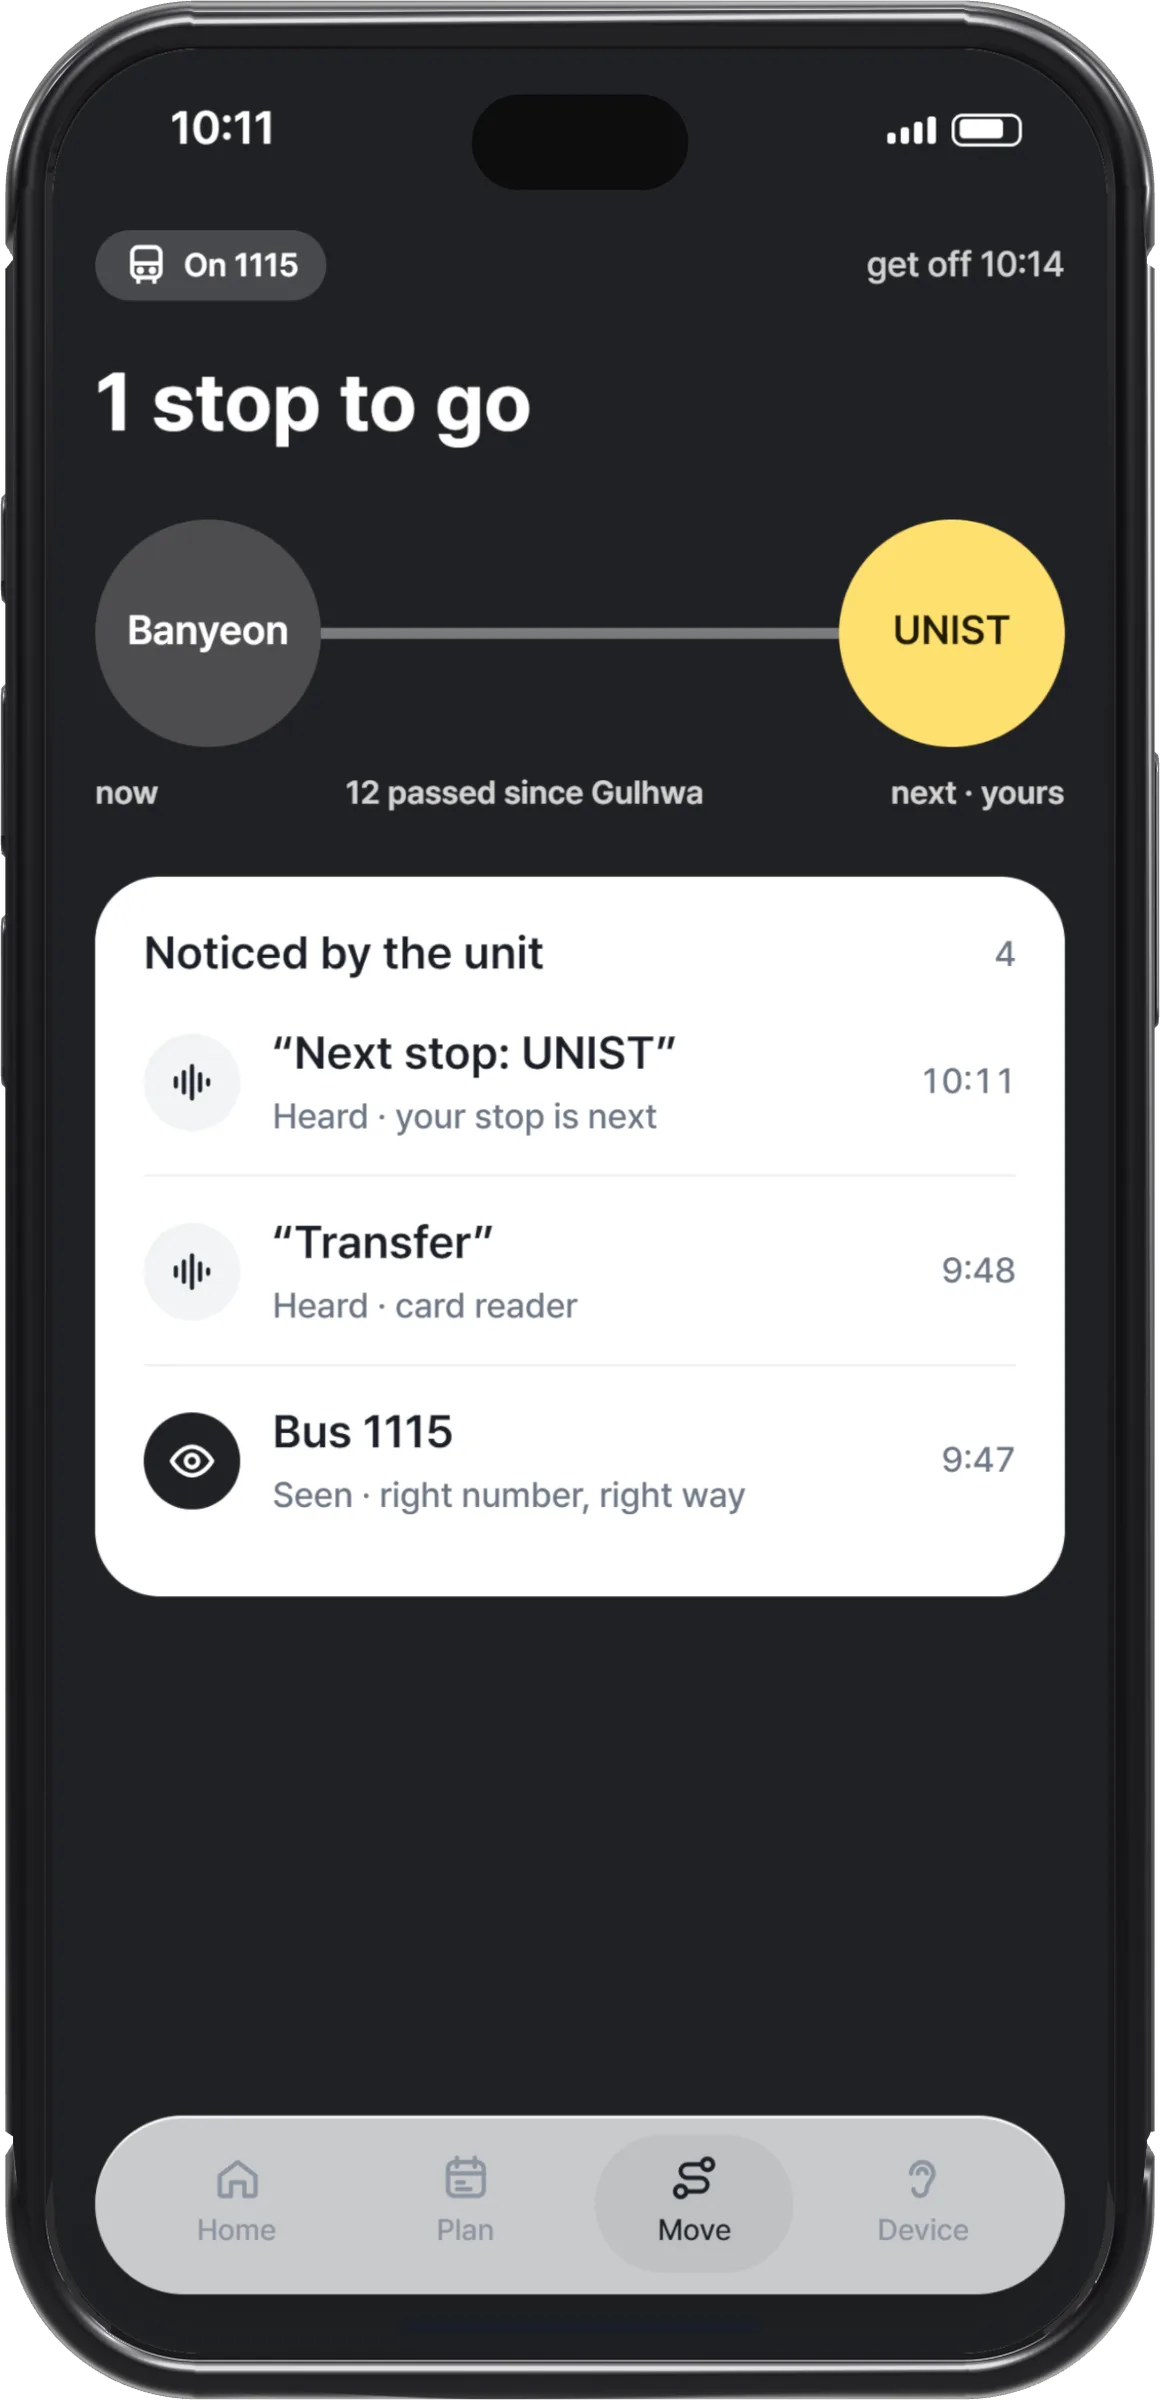 10:11
On 1115
get off 10:14
1 stop to go
Banyeon
UNIST
now
12 passed since Gulhwa
next · yours
Noticed by the unit
4
“Next stop: UNIST”
Heard · your stop is next
10:11
“Transfer”
Heard · card reader
9:48
Bus 1115
Seen · right number, right way
9:47
Home
Plan
Move
Device